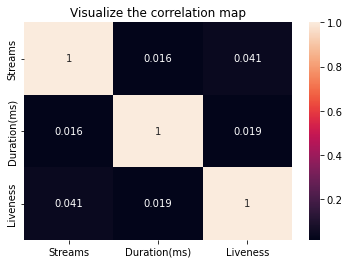 Visualize the correlation map
Streams
1
0.016
0.041
Duration(ms)
0.016
1
0.019
Liveness
0.041
0.019
1
Streams
Duration(ms)
Liveness
1.0
0.8
0.6
0.4
0.2